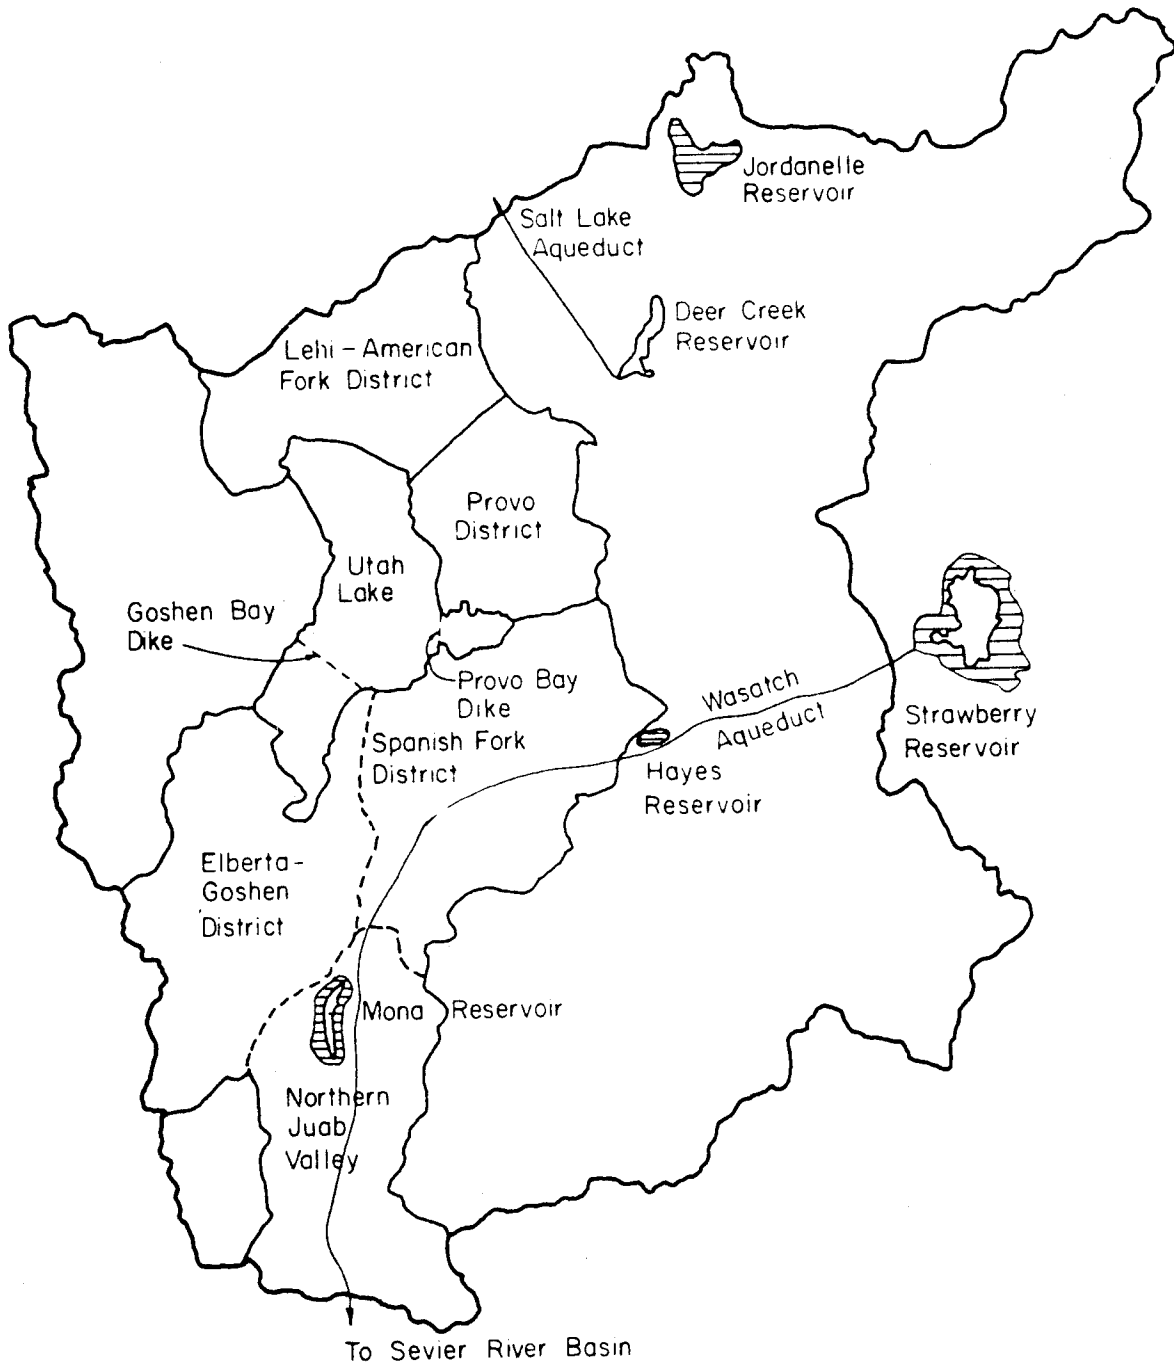 Jordanelle
Reservoir
Salt Lake
Aqueduct
Deer Creek
Reservoir
Lehi – American
Fork District
Provo
District
Utah
Lake
Goshen Bay
Dike
Provo Bay
Dike
Wasatch
Aqueduct
Strawberry
Reservoir
Spanish Fork
District
Hayes
Reservoir
Elberta-
Goshen
District
Mona Reservoir
Northern
Juab
Valley
To Sevier River Basin